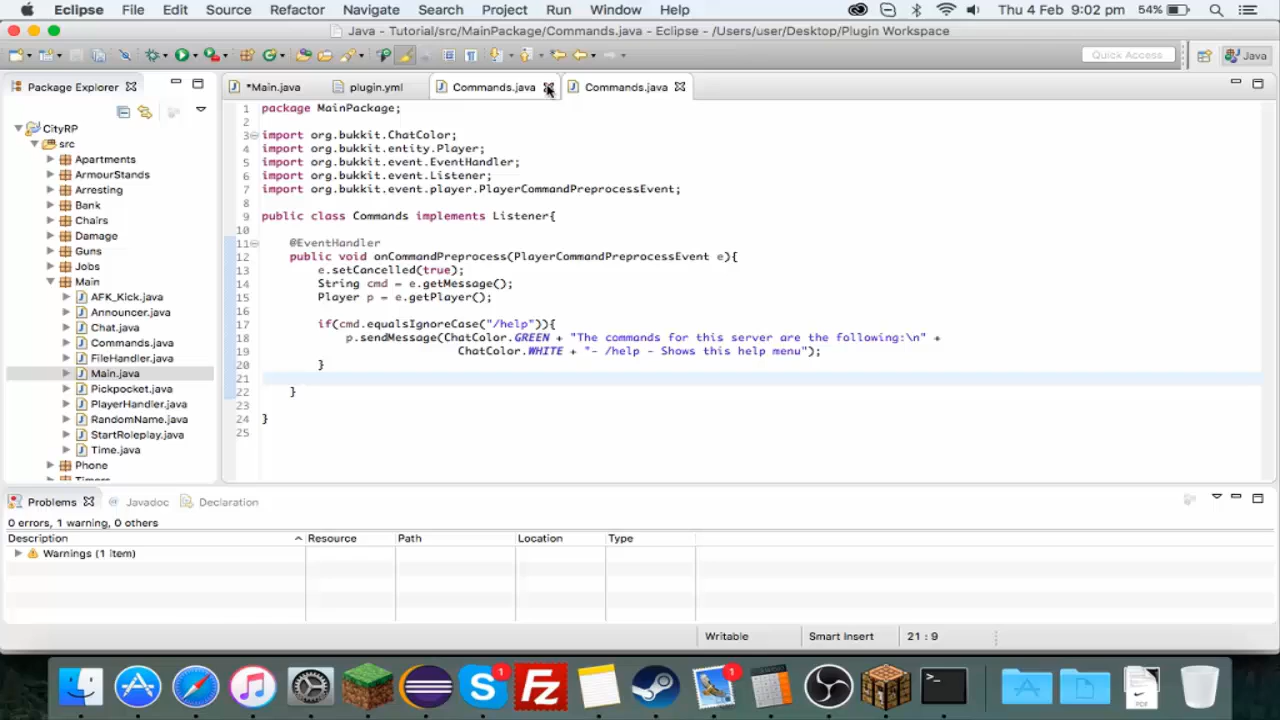 Eclipse File Edit Source Refactor Navigate Search Project Run Window Help Thu 4 Feb 9:02 pm 54%
Java - Tutorial/src/MainPackage/Commands.java - Eclipse - /Users/user/Desktop/Plugin Workspace
Quick Access Java
Package Explorer
*Main.java plugin.yml Commands.java Commands.java
CityRP
src
Apartments
ArmourStands
Arresting
Bank
Chairs
Damage
Guns
Jobs
Main
AFK_Kick.java
Announcer.java
Chat.java
Commands.java
FileHandler.java
Main.java
Pickpocket.java
PlayerHandler.java
RandomName.java
StartRoleplay.java
Time.java
Phone
Timers
1 package MainPackage;
2
3 import org.bukkit.ChatColor;
4 import org.bukkit.entity.Player;
5 import org.bukkit.event.EventHandler;
6 import org.bukkit.event.Listener;
7 import org.bukkit.event.player.PlayerCommandPreprocessEvent;
8
9 public class Commands implements Listener{
10
11 @EventHandler
12 public void onCommandPreprocess(PlayerCommandPreprocessEvent e){
13 e.setCancelled(true);
14 String cmd = e.getMessage();
15 Player p = e.getPlayer();
16
17 if(cmd.equalsIgnoreCase("/help")){
18 p.sendMessage(ChatColor.GREEN + "The commands for this server are the following:\n" +
19 ChatColor.WHITE + "- /help - Shows this help menu");
20 }
21
22 }
23
24 }
25
Problems Javadoc Declaration
0 errors, 1 warning, 0 others
Description Resource Path Location Type
Warnings (1 item)
Writable Smart Insert 21 : 9
1 1
PDF